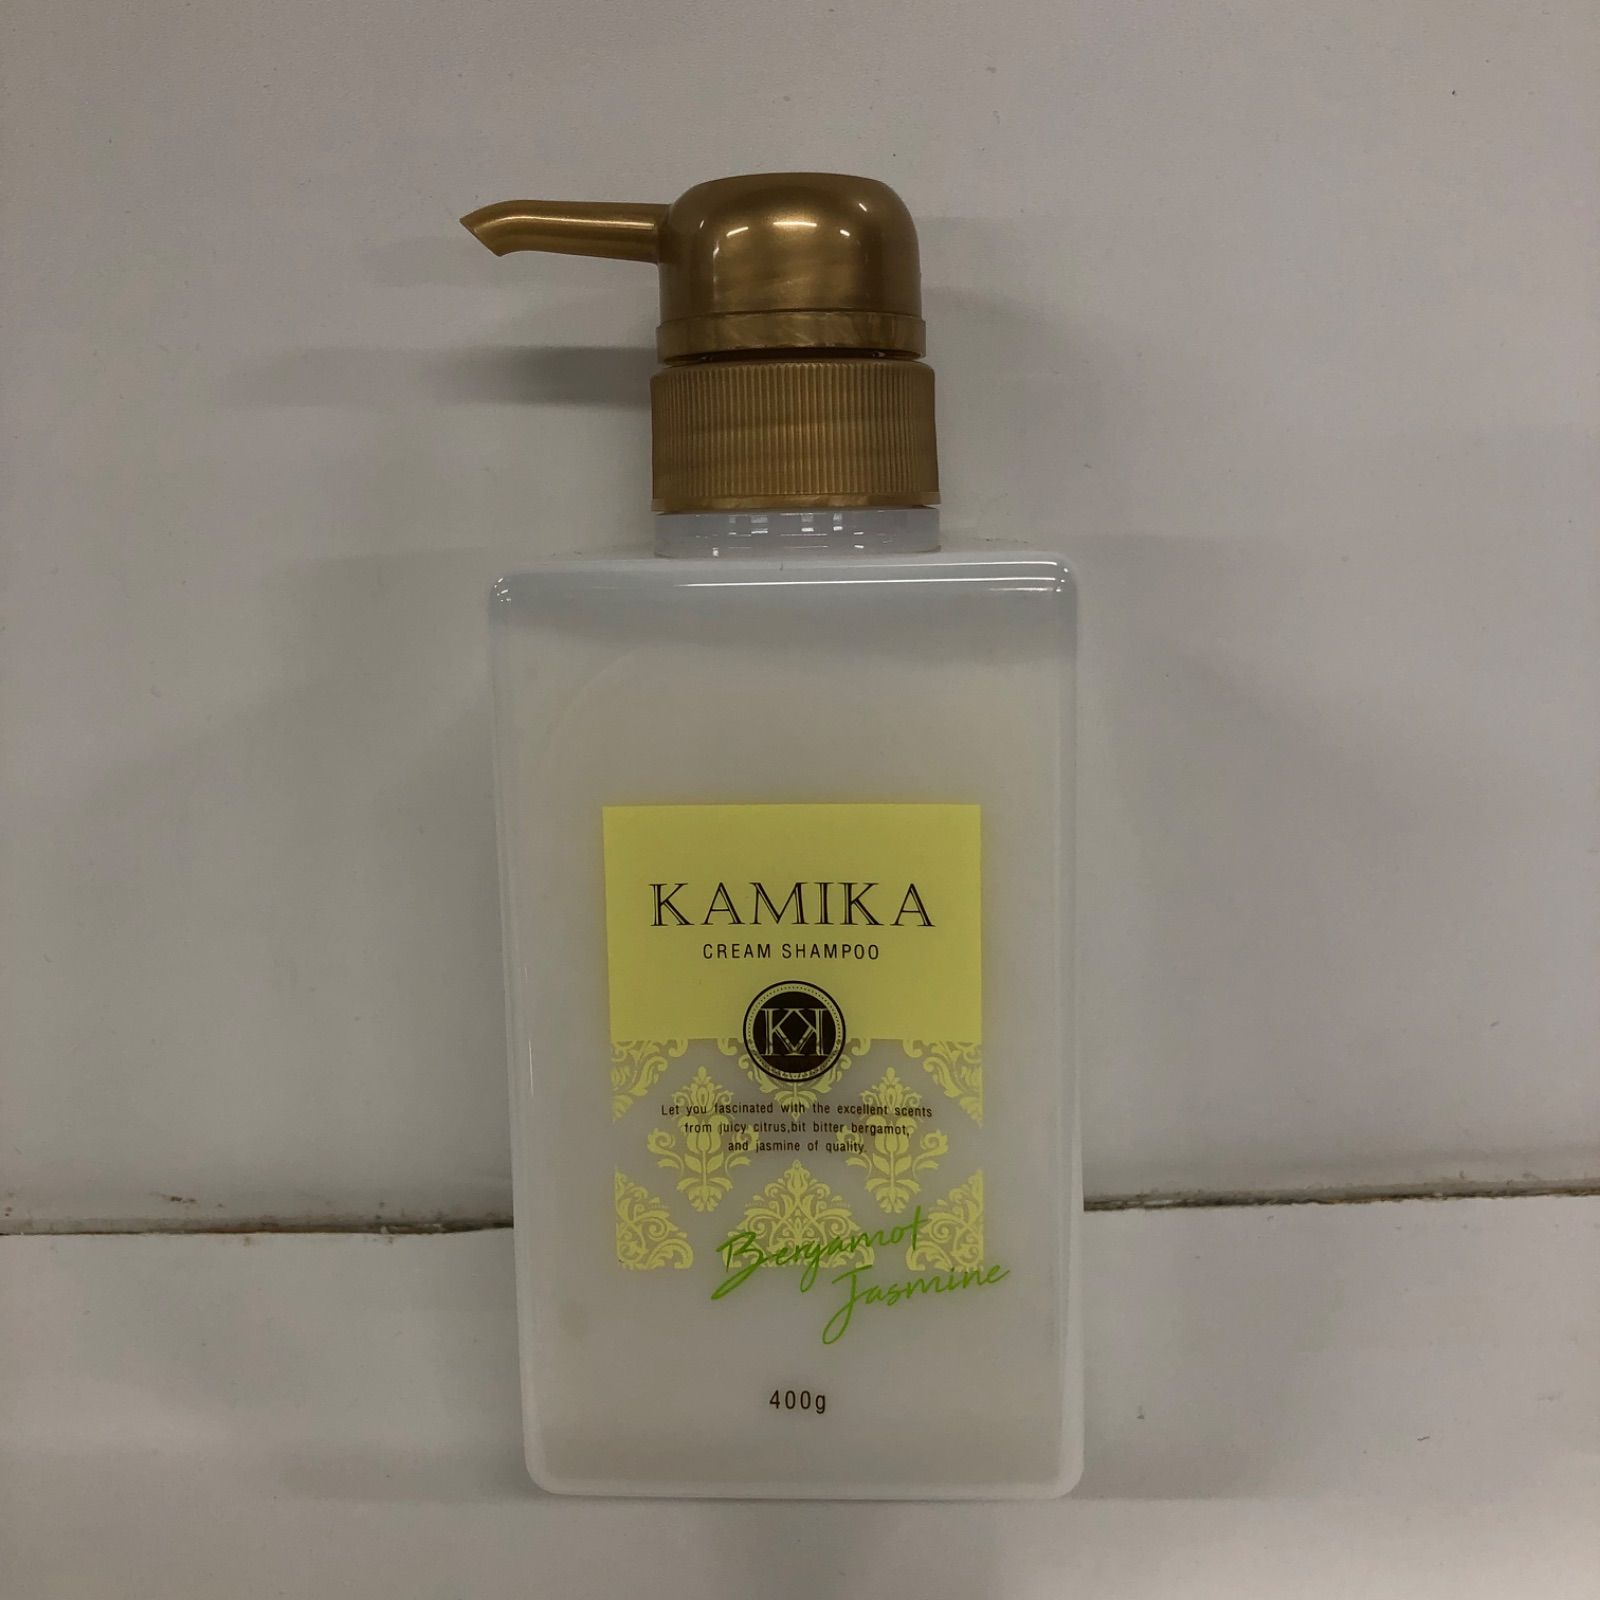 KAMIKA
CREAM SHAMPOO
KK
Let you fascinated with the excellent scents
from juicy citrus,bit bitter bergamot,
and jasmine of quality.
Bergamot
Jasmine
400g